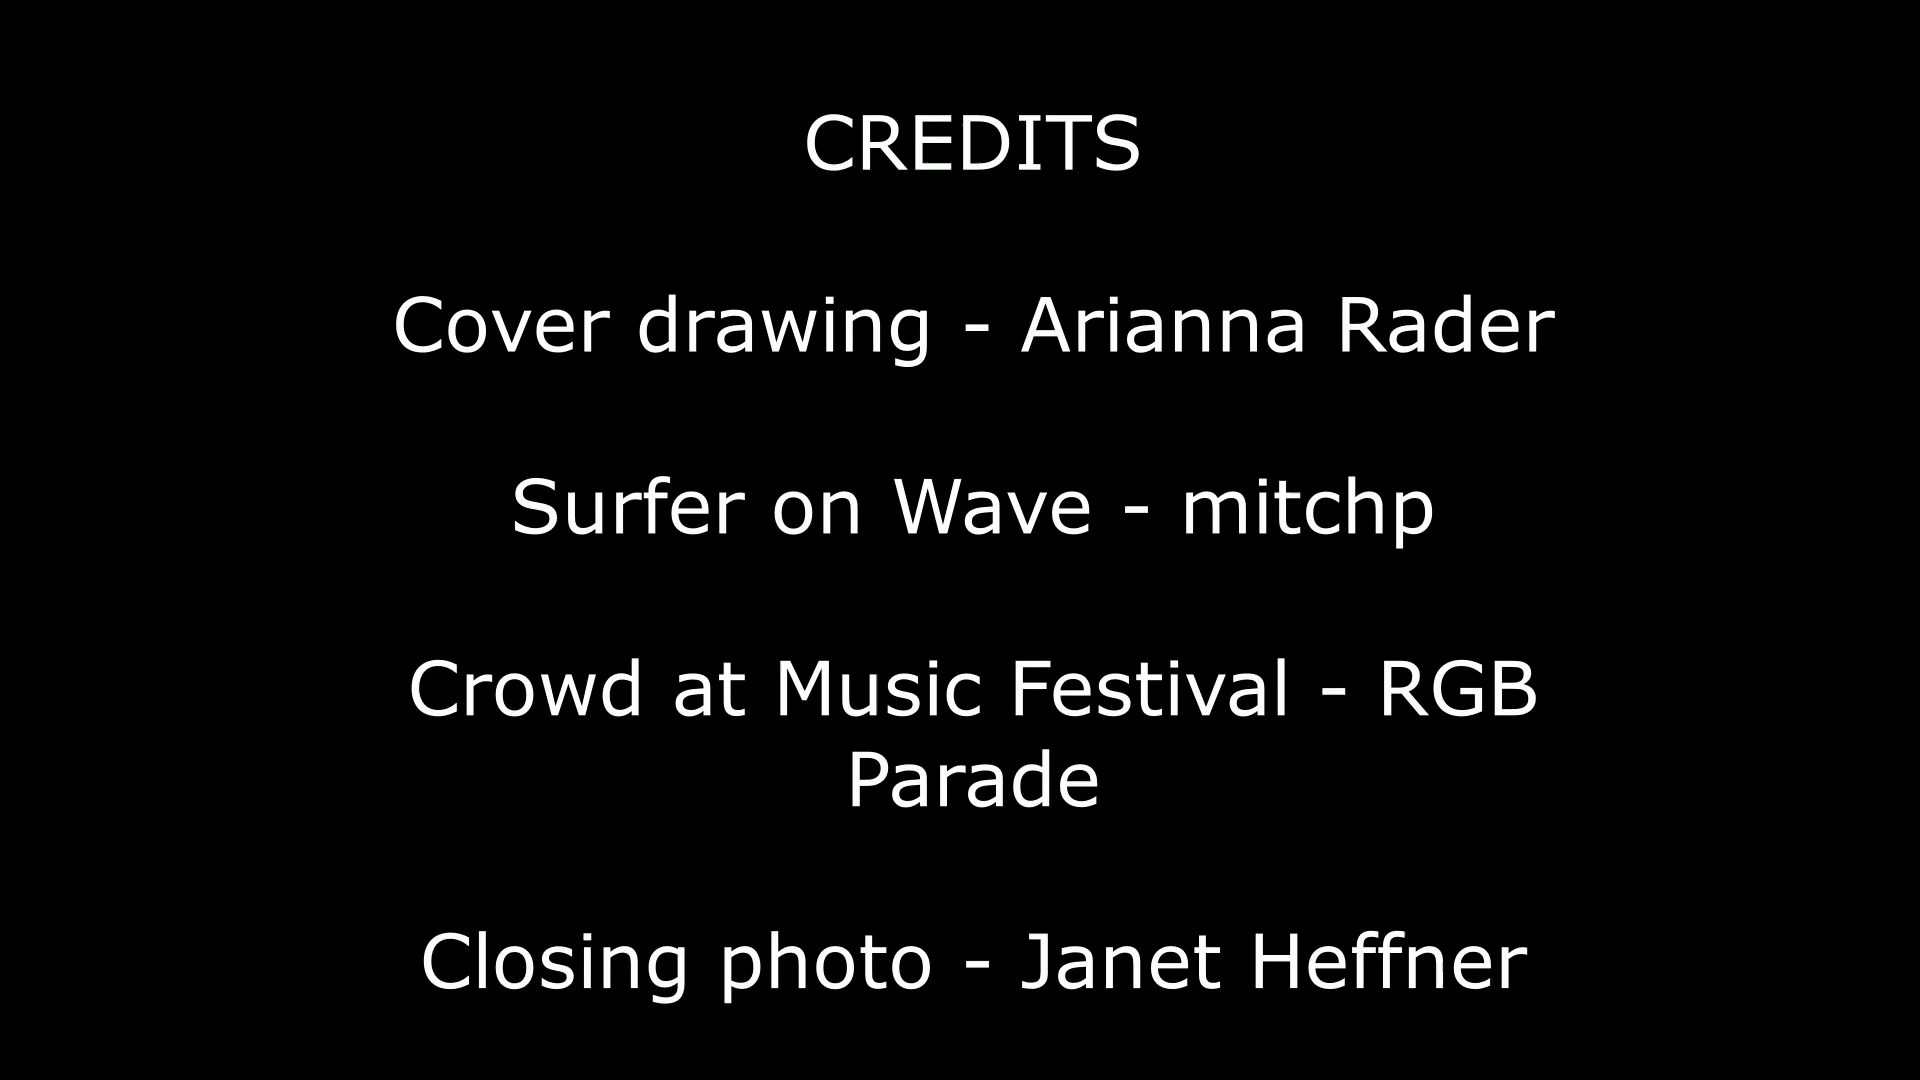 CREDITS
Cover drawing - Arianna Rader
Surfer on Wave - mitchp
Crowd at Music Festival - RGB
Parade
Closing photo - Janet Heffner